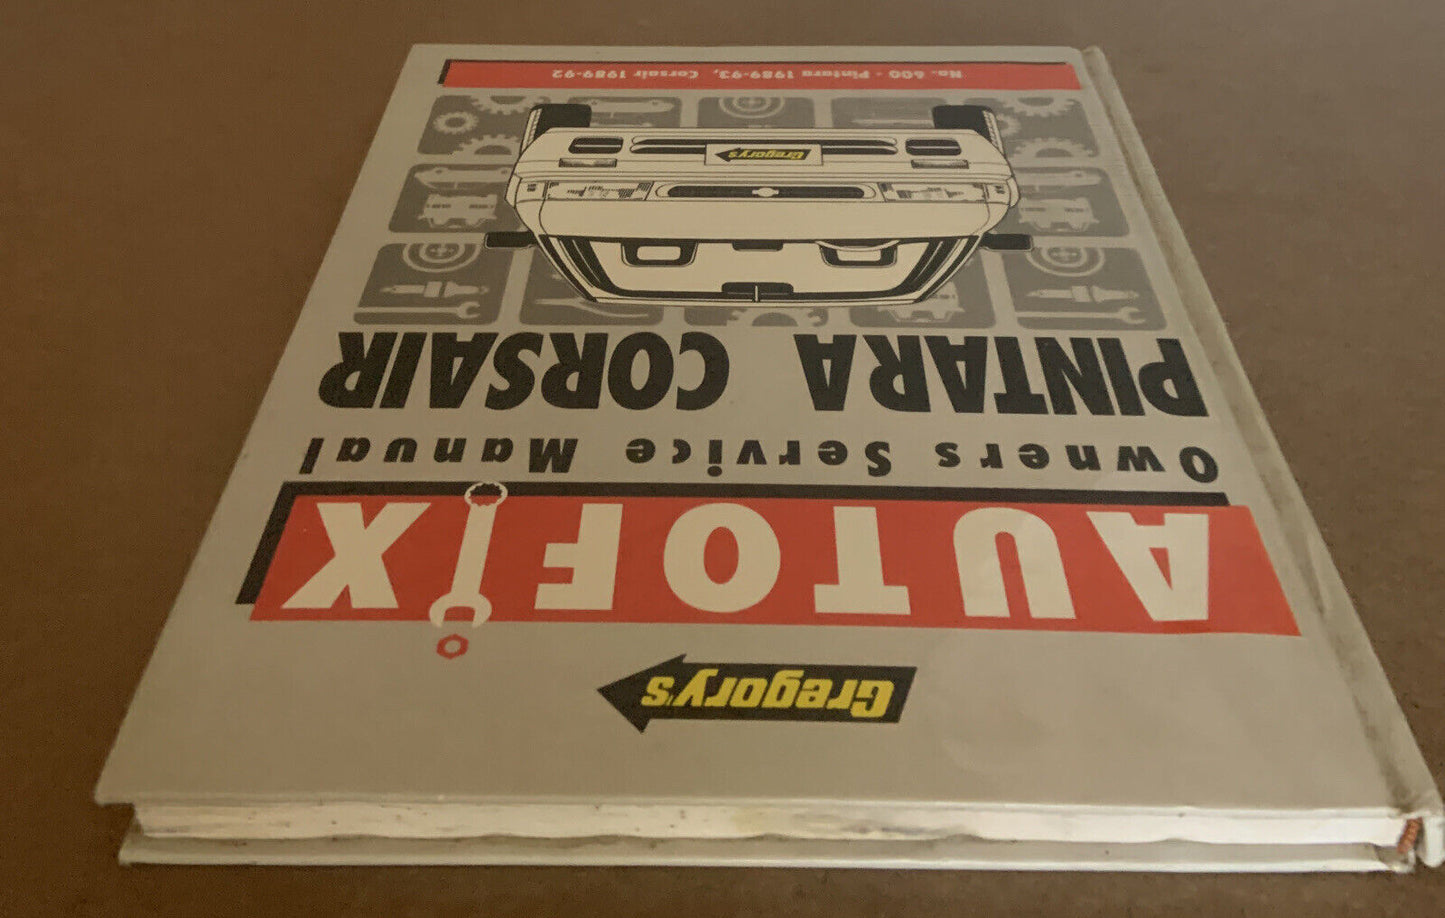 Gregory's
AUTOFIX
Owners Service Manual
PINTARA CORSAIR
Gregory's
No. 600 - Pintara 1989-93, Corsair 1989-92